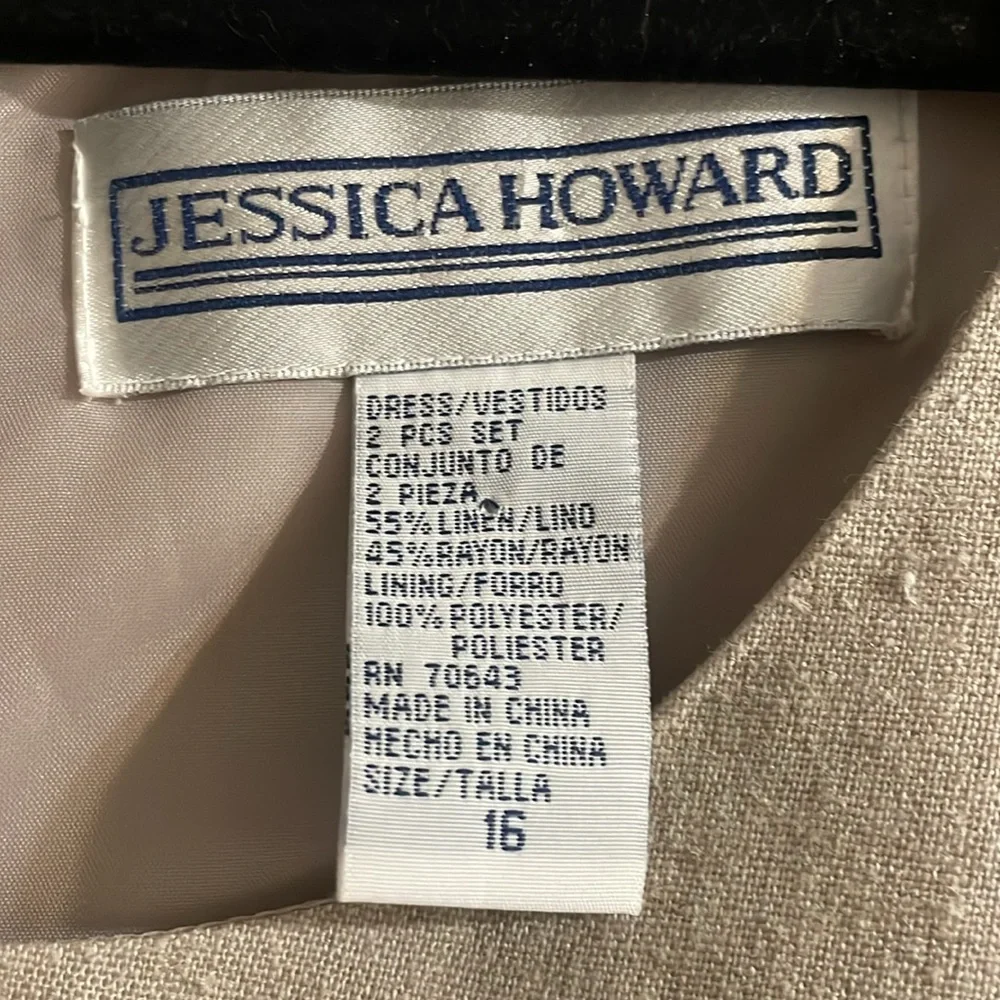 JESSICA HOWARD
DRESS/VESTIDOS
2 PCS SET
CONJUNTO DE
2 PIEZA
55% LINEN/LINO
45% RAYON/RAYON
LINING/FORRO
100% POLYESTER/
POLIESTER
RN 70643
MADE IN CHINA
HECHO EN CHINA
SIZE/TALLA
16